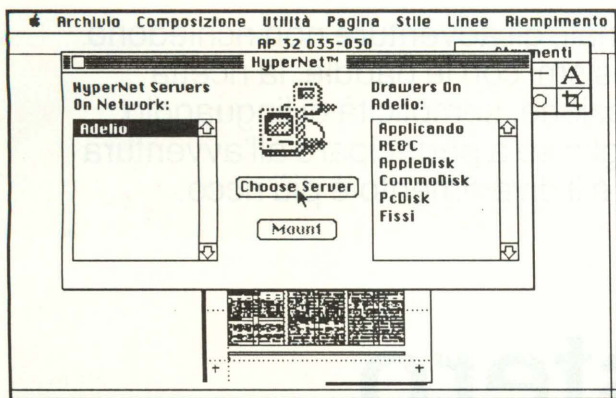 Archivio Composizione Utilità Pagina Stile Linee Riempimento
AP 32 035-050
Strumenti
A
HyperNet™
HyperNet Servers
On Network:
Adelio
Choose Server
Mount
Drawers On
Adelio:
Applicando
RE&C
AppleDisk
CommoDisk
PcDisk
Fissi